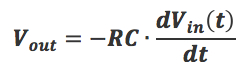 V_out = −RC · dV_in(t)/dt